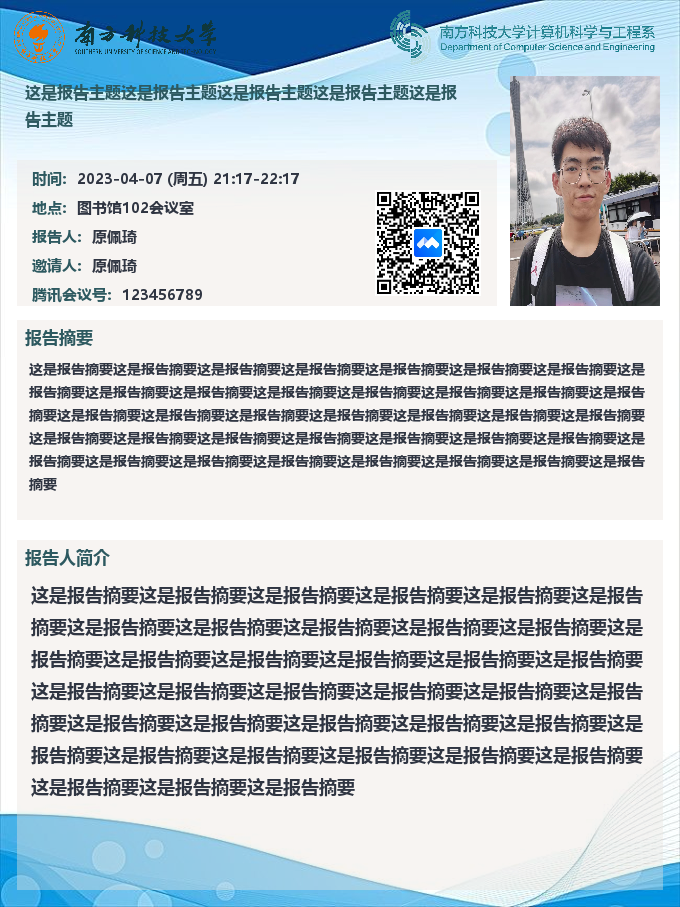 南方科技大学
SOUTHERN UNIVERSITY OF SCIENCE AND TECHNOLOGY
南方科技大学计算机科学与工程系
Department of Computer Science and Engineering
这是报告主题这是报告主题这是报告主题这是报告主题这是报
告主题
时间: 2023-04-07 (周五) 21:17-22:17
地点: 图书馆102会议室
报告人: 原佩琦
邀请人: 原佩琦
腾讯会议号: 123456789
报告摘要
这是报告摘要这是报告摘要这是报告摘要这是报告摘要这是报告摘要这是报告摘要这是报告摘要这是
报告摘要这是报告摘要这是报告摘要这是报告摘要这是报告摘要这是报告摘要这是报告摘要这是报告
摘要这是报告摘要这是报告摘要这是报告摘要这是报告摘要这是报告摘要这是报告摘要这是报告摘要
这是报告摘要这是报告摘要这是报告摘要这是报告摘要这是报告摘要这是报告摘要这是报告摘要这是
报告摘要这是报告摘要这是报告摘要这是报告摘要这是报告摘要这是报告摘要这是报告摘要这是报告
摘要
报告人简介
这是报告摘要这是报告摘要这是报告摘要这是报告摘要这是报告摘要这是报告
摘要这是报告摘要这是报告摘要这是报告摘要这是报告摘要这是报告摘要这是
报告摘要这是报告摘要这是报告摘要这是报告摘要这是报告摘要这是报告摘要
这是报告摘要这是报告摘要这是报告摘要这是报告摘要这是报告摘要这是报告
摘要这是报告摘要这是报告摘要这是报告摘要这是报告摘要这是报告摘要这是
报告摘要这是报告摘要这是报告摘要这是报告摘要这是报告摘要这是报告摘要
这是报告摘要这是报告摘要这是报告摘要